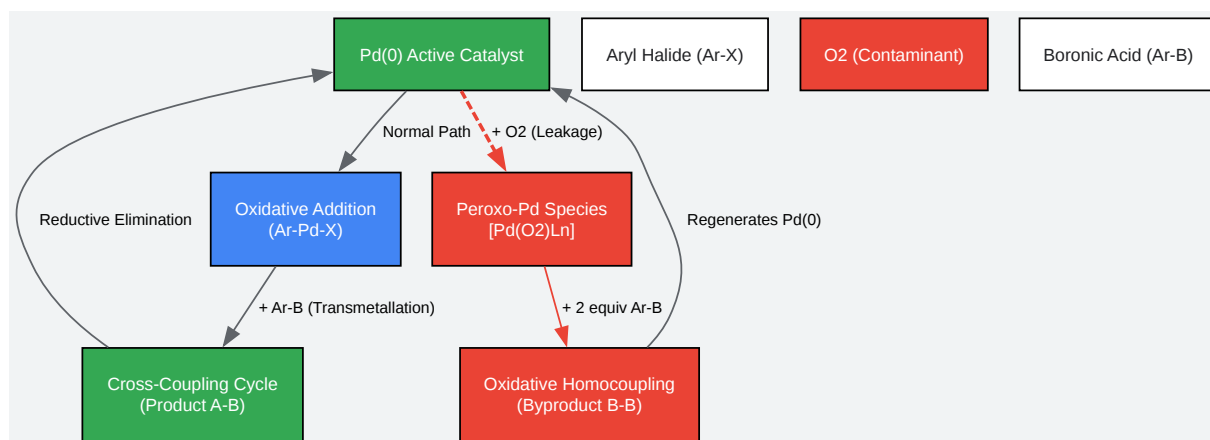 Pd(0) Active Catalyst
Aryl Halide (Ar-X)
O2 (Contaminant)
Boronic Acid (Ar-B)
Normal Path
+ O2 (Leakage)
Oxidative Addition
(Ar-Pd-X)
Peroxo-Pd Species
[Pd(O2)Ln]
Reductive Elimination
Regenerates Pd(0)
+ Ar-B (Transmetallation)
+ 2 equiv Ar-B
Cross-Coupling Cycle
(Product A-B)
Oxidative Homocoupling
(Byproduct B-B)